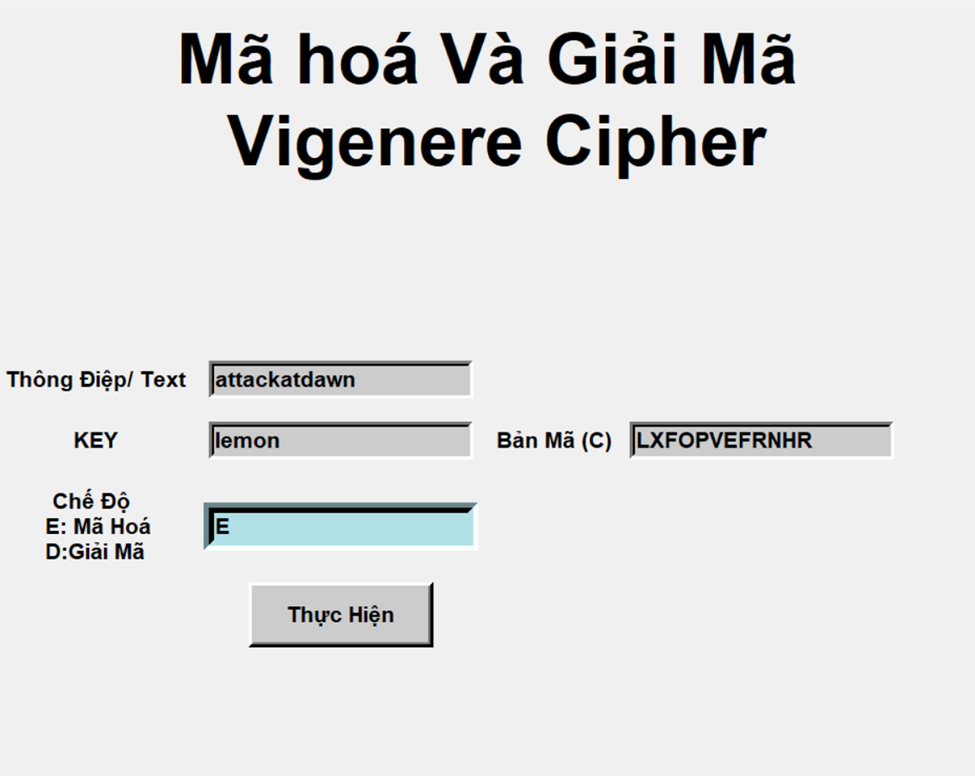 Mã hoá Và Giải Mã
Vigenere Cipher
Thông Điệp/ Text attackatdawn
KEY lemon Bản Mã (C) LXFOPVEFRNHR
Chế Độ
E: Mã Hoá
D:Giải Mã
E
Thực Hiện